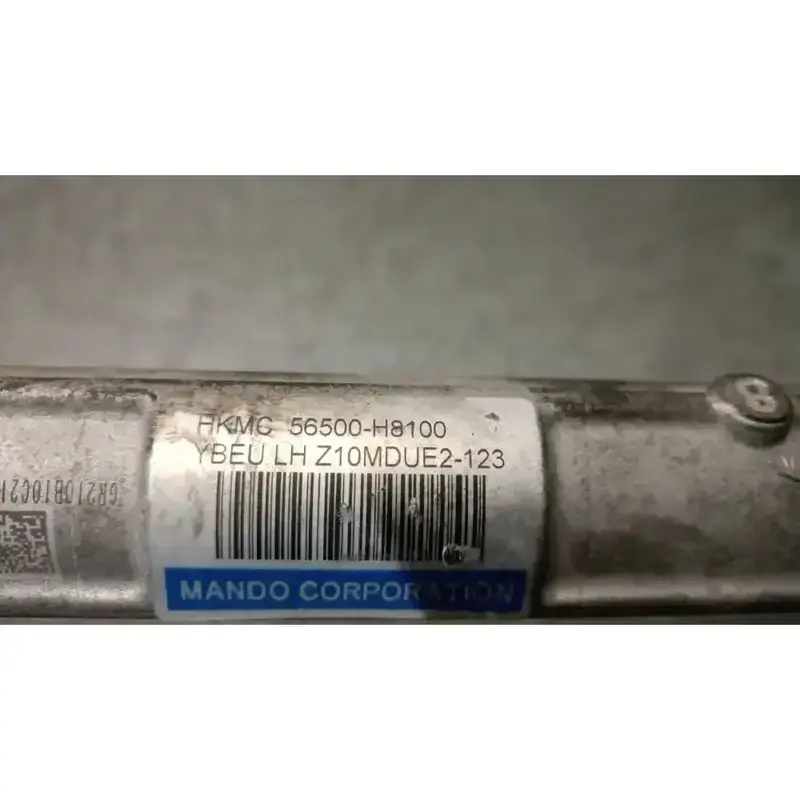 HKMC 56500-H8100
YBEU LH Z10MDUE2-123
MANDO CORPORATION